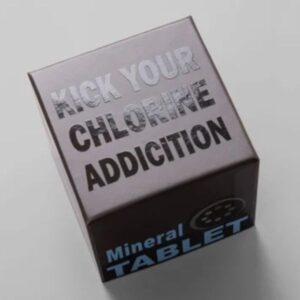 KICK YOUR
CHLORINE
ADDICITION
Mineral
TABLET